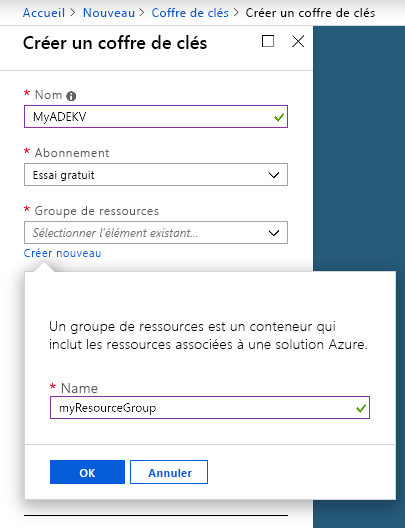 Accueil > Nouveau > Coffre de clés > Créer un coffre de clés
Créer un coffre de clés
* Nom
MyADEKV
* Abonnement
Essai gratuit
* Groupe de ressources
Sélectionner l'élément existant...
Créer nouveau
Un groupe de ressources est un conteneur qui
inclut les ressources associées à une solution Azure.
* Name
myResourceGroup
OK
Annuler